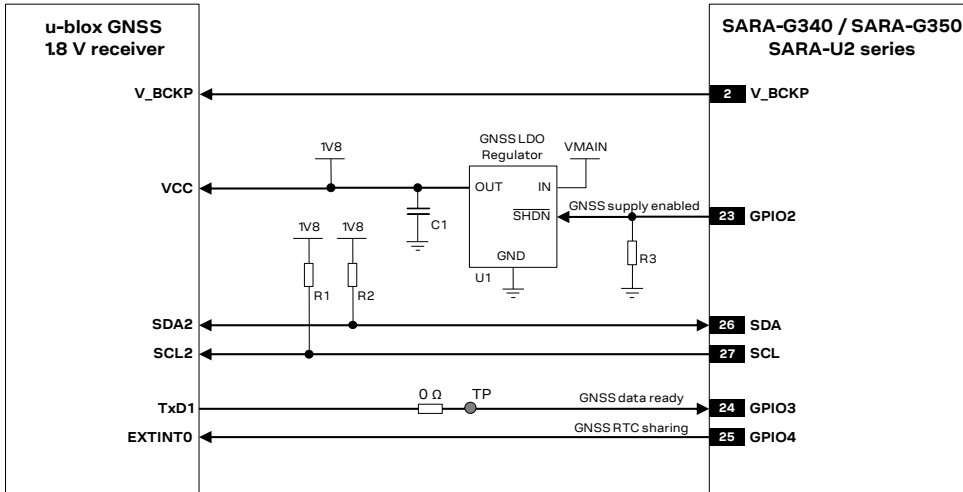 u-blox GNSS
1.8 V receiver
SARA-G340 / SARA-G350
SARA-U2 series
V_BCKP
2 V_BCKP
GNSS LDO
Regulator
VMAIN
1V8
VCC
OUT
IN
SHDN
GNSS supply enabled
23 GPIO2
C1
GND
U1
R3
1V8
1V8
R1
R2
SDA2
26 SDA
SCL2
27 SCL
TxD1
0 Ω
TP
GNSS data ready
24 GPIO3
EXTINT0
GNSS RTC sharing
25 GPIO4